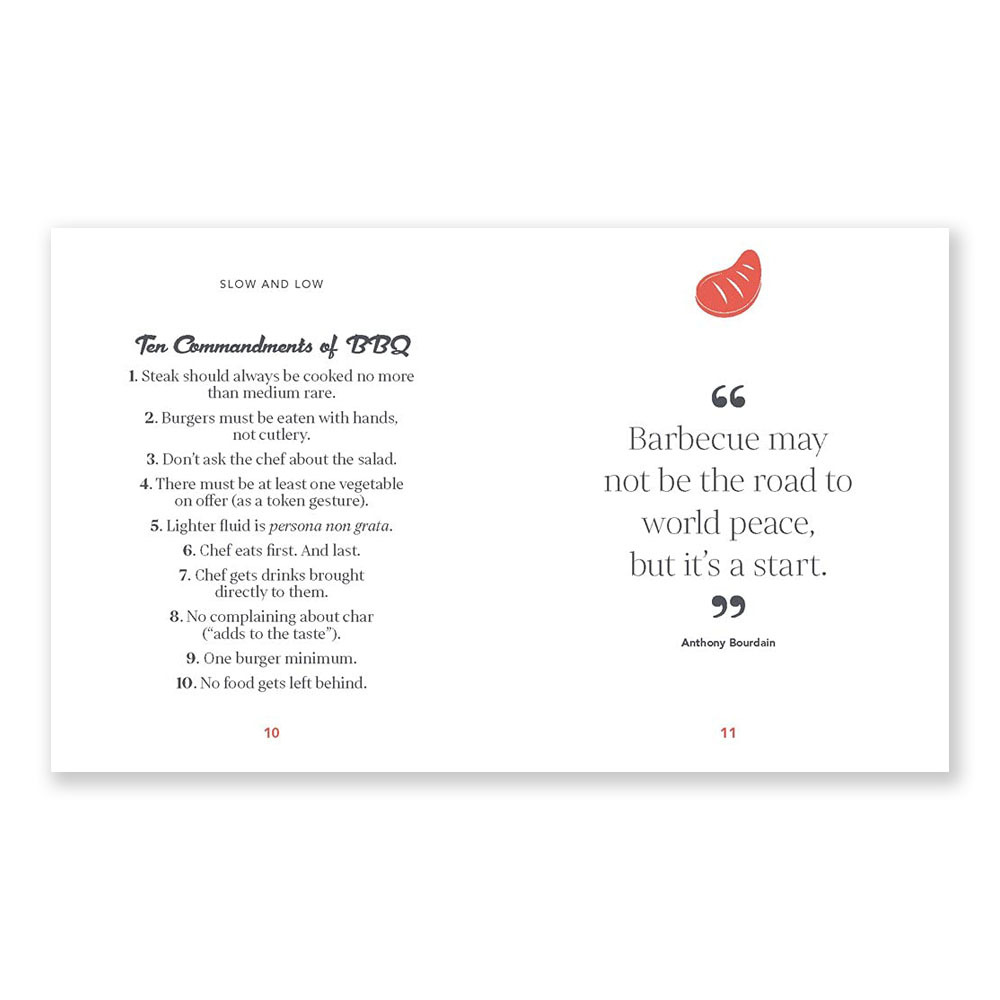 SLOW AND LOW
Ten Commandments of BBQ
1. Steak should always be cooked no more
than medium rare.
2. Burgers must be eaten with hands,
not cutlery.
3. Don’t ask the chef about the salad.
4. There must be at least one vegetable
on offer (as a token gesture).
5. Lighter fluid is persona non grata.
6. Chef eats first. And last.
7. Chef gets drinks brought
directly to them.
8. No complaining about char
(“adds to the taste”).
9. One burger minimum.
10. No food gets left behind.
10
“
Barbecue may
not be the road to
world peace,
but it’s a start.
”
Anthony Bourdain
11